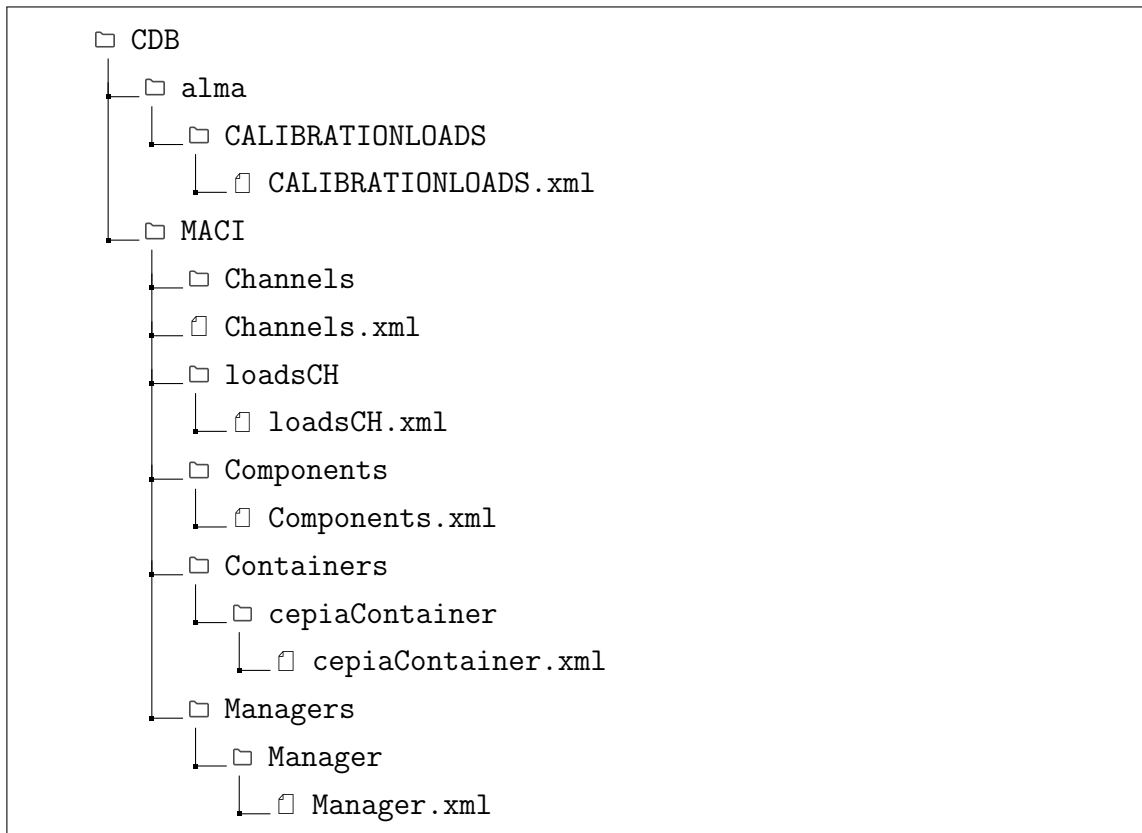 CDB
alma
CALIBRATIONLOADS
CALIBRATIONLOADS.xml
MACI
Channels
Channels.xml
loadsCH
loadsCH.xml
Components
Components.xml
Containers
cepiaContainer
cepiaContainer.xml
Managers
Manager
Manager.xml